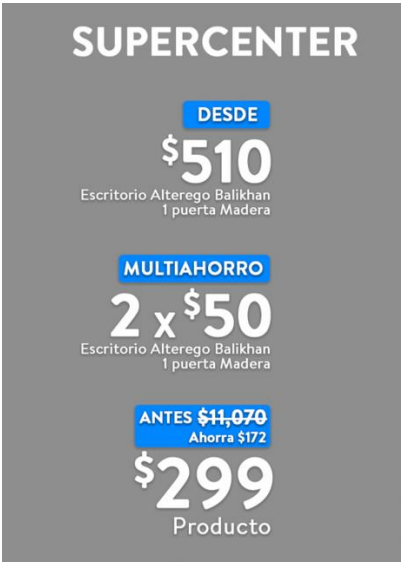 SUPERCENTER
DESDE
$510
Escritorio Alterego Balikhan
1 puerta Madera
MULTIAHORRO
2 x $50
Escritorio Alterego Balikhan
1 puerta Madera
ANTES $11,070
Ahorra $172
$299
Producto